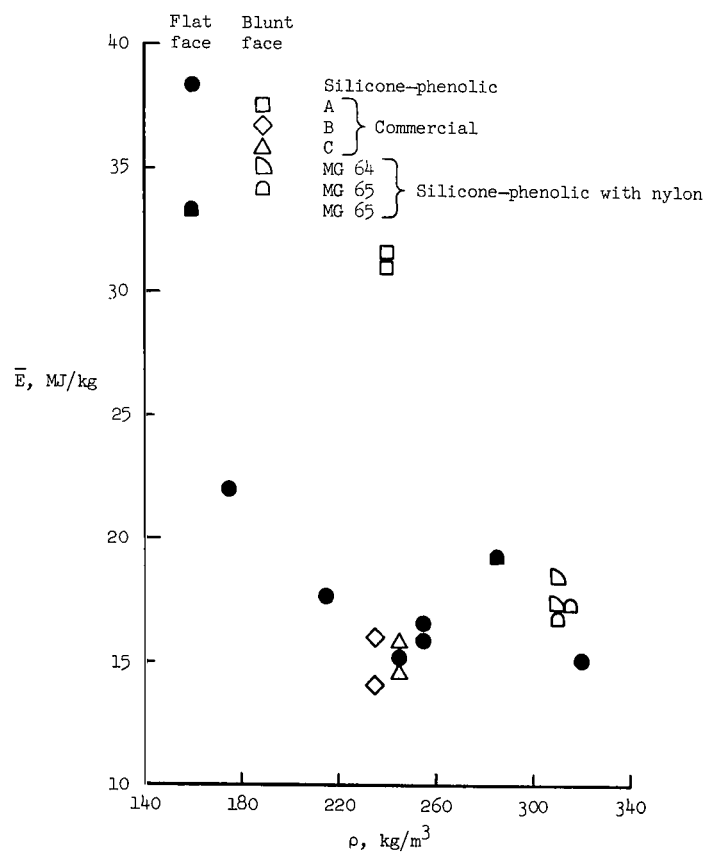 Flat Blunt
face face
40
Silicone-phenolic
A
B } Commercial
C
35
MG 64
MG 65 } Silicone-phenolic with nylon
MG 65
30
E̅, MJ/kg
25
20
15
10
140 180 220 260 300 340
ρ, kg/m³